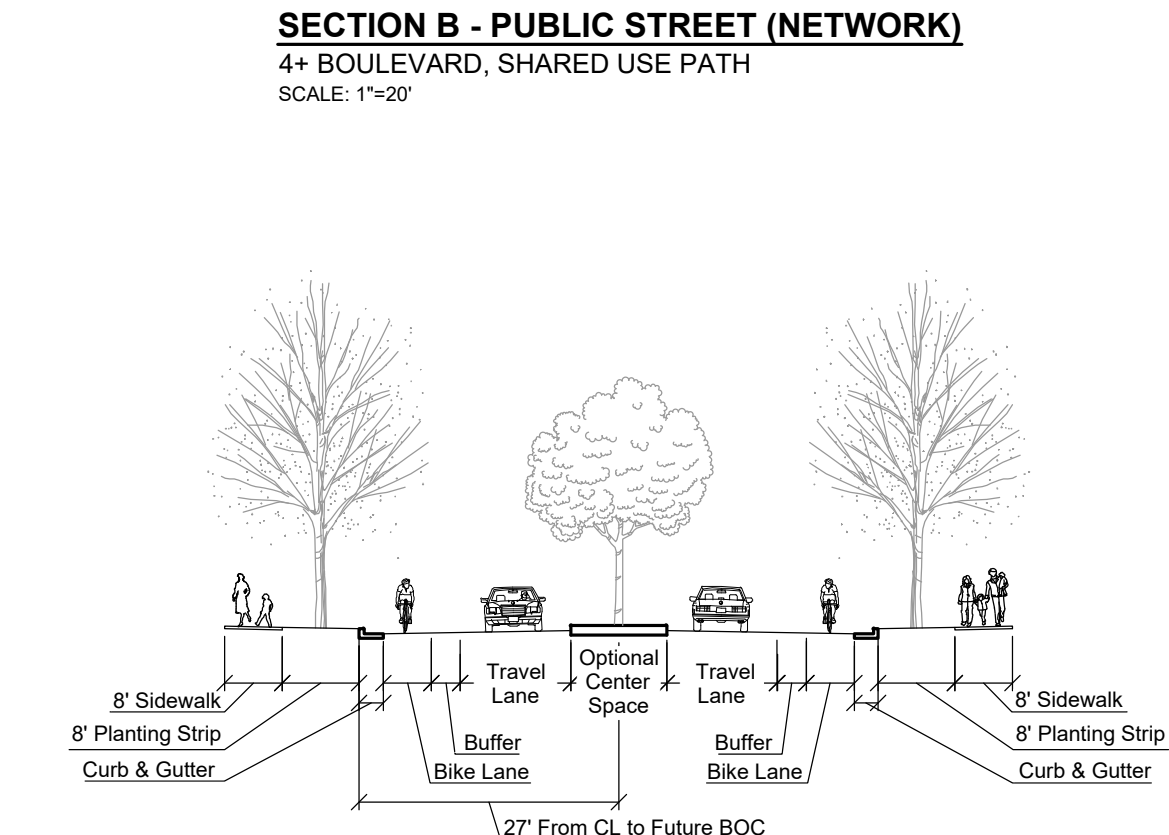 SECTION B - PUBLIC STREET (NETWORK)
4+ BOULEVARD, SHARED USE PATH
SCALE: 1"=20'
Travel
Lane
Optional
Center
Space
Travel
Lane
8' Sidewalk
8' Sidewalk
8' Planting Strip
8' Planting Strip
Buffer
Buffer
Curb & Gutter
Bike Lane
Bike Lane
Curb & Gutter
27' From CL to Future BOC